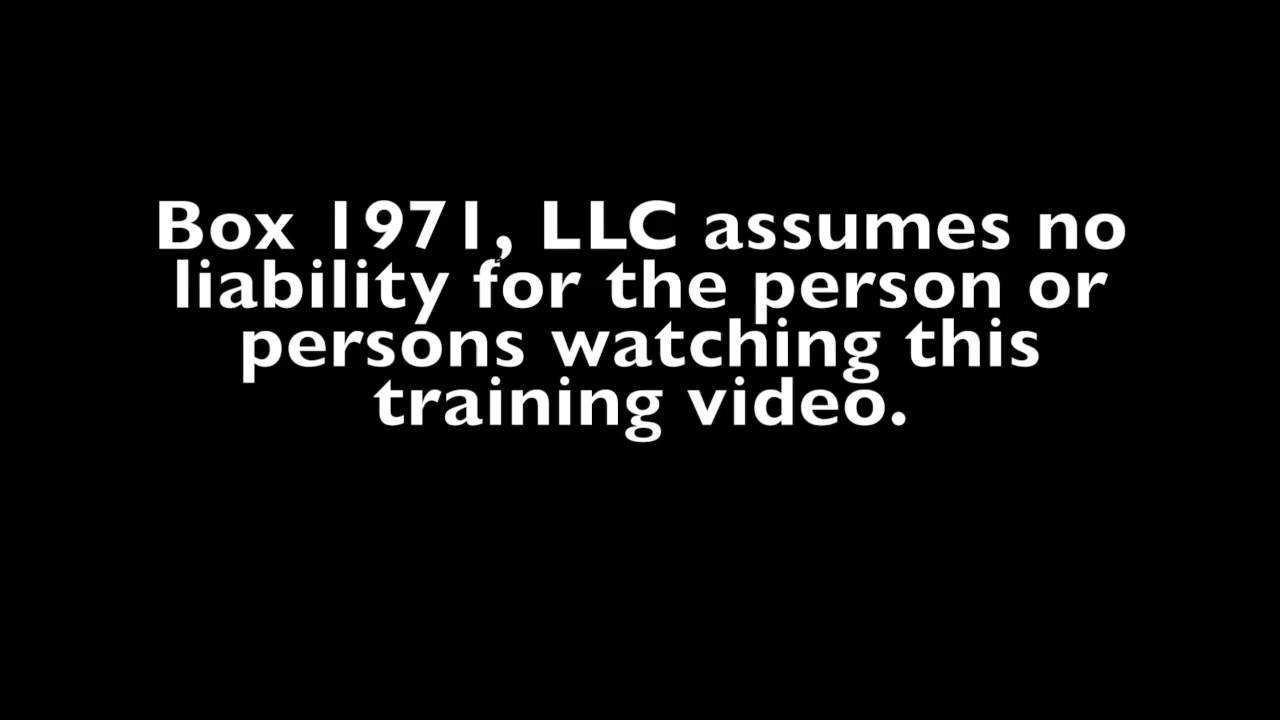 Box 1971, LLC assumes no
liability for the person or
persons watching this
training video.